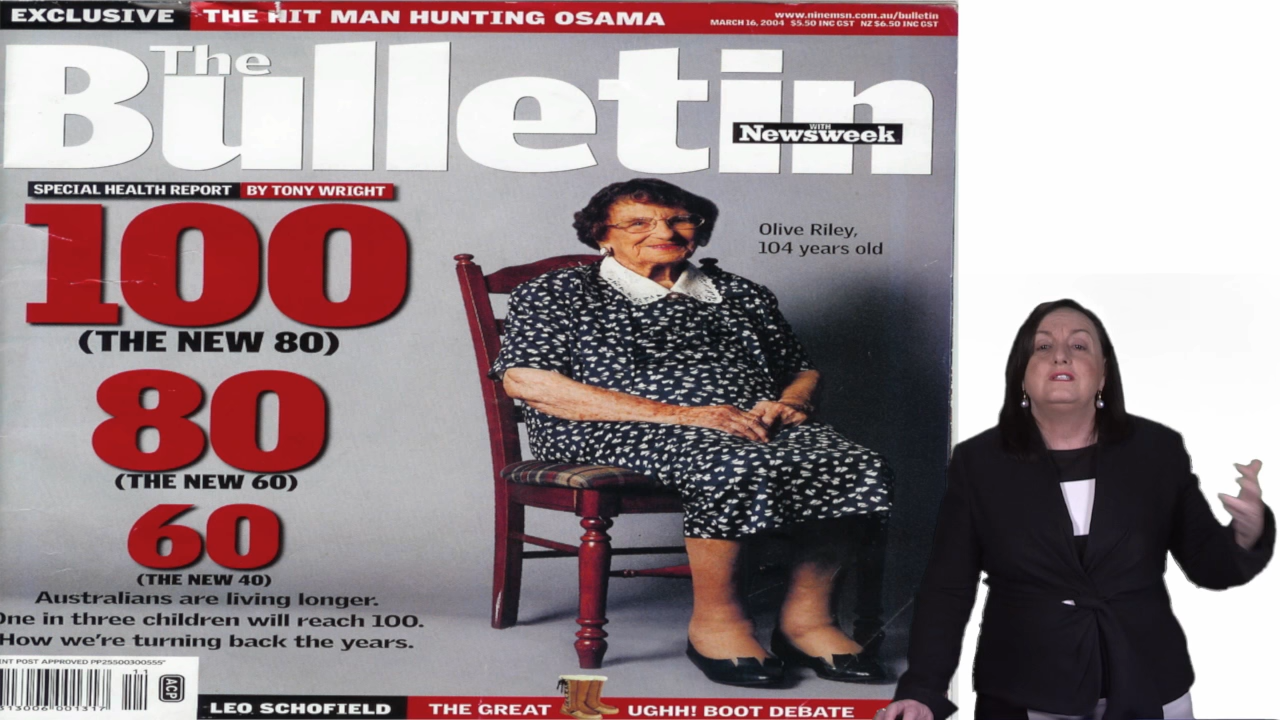 EXCLUSIVE THE HIT MAN HUNTING OSAMA
www.ninemsn.com.au/bulletin
MARCH 16, 2004 $5.50 INC GST NZ $6.50 INC GST
The
Bulletin
WITH
Newsweek
SPECIAL HEALTH REPORT BY TONY WRIGHT
100
(THE NEW 80)
80
(THE NEW 60)
60
(THE NEW 40)
Australians are living longer.
One in three children will reach 100.
How we're turning back the years.
Olive Riley,
104 years old
POST APPROVED PP25500300555
11
ACP
LEO SCHOFIELD THE GREAT UGHH! BOOT DEBATE